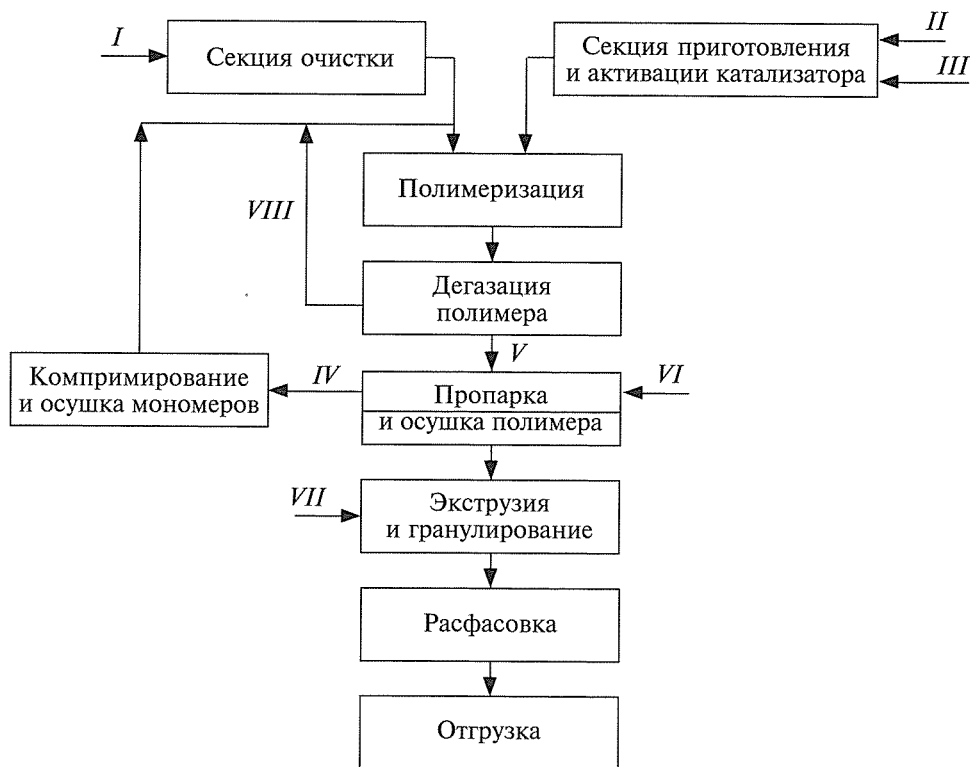 I
Секция очистки
Секция приготовления
и активации катализатора
II
III
Полимеризация
VIII
Дегазация
полимера
V
Компримирование
и осушка мономеров
IV
Пропарка
и осушка полимера
VI
VII
Экструзия
и гранулирование
Расфасовка
Отгрузка